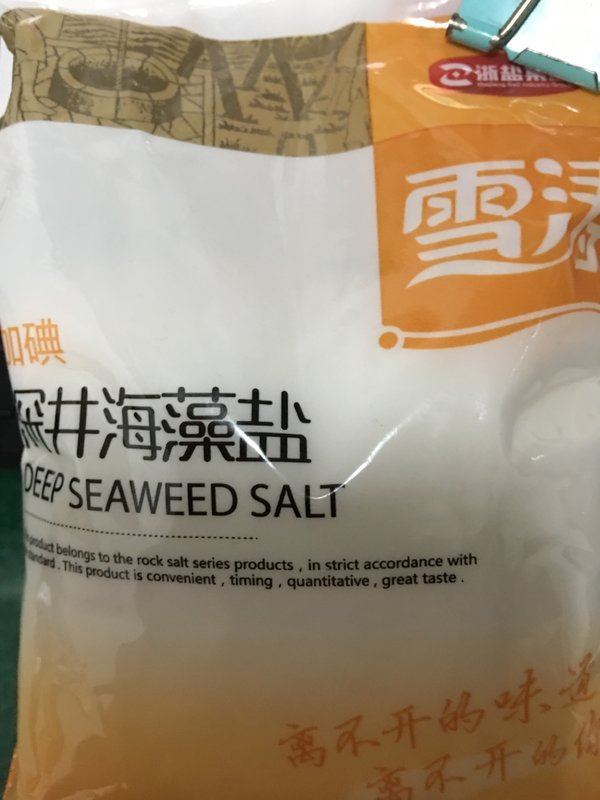 浙盐集
雪涛
加碘
深井海藻盐
DEEP SEAWEED SALT
product belongs to the rock salt series products , in strict accordance with
standard . This product is convenient , timing , quantitative , great taste .
离不开的味道
离不开的你